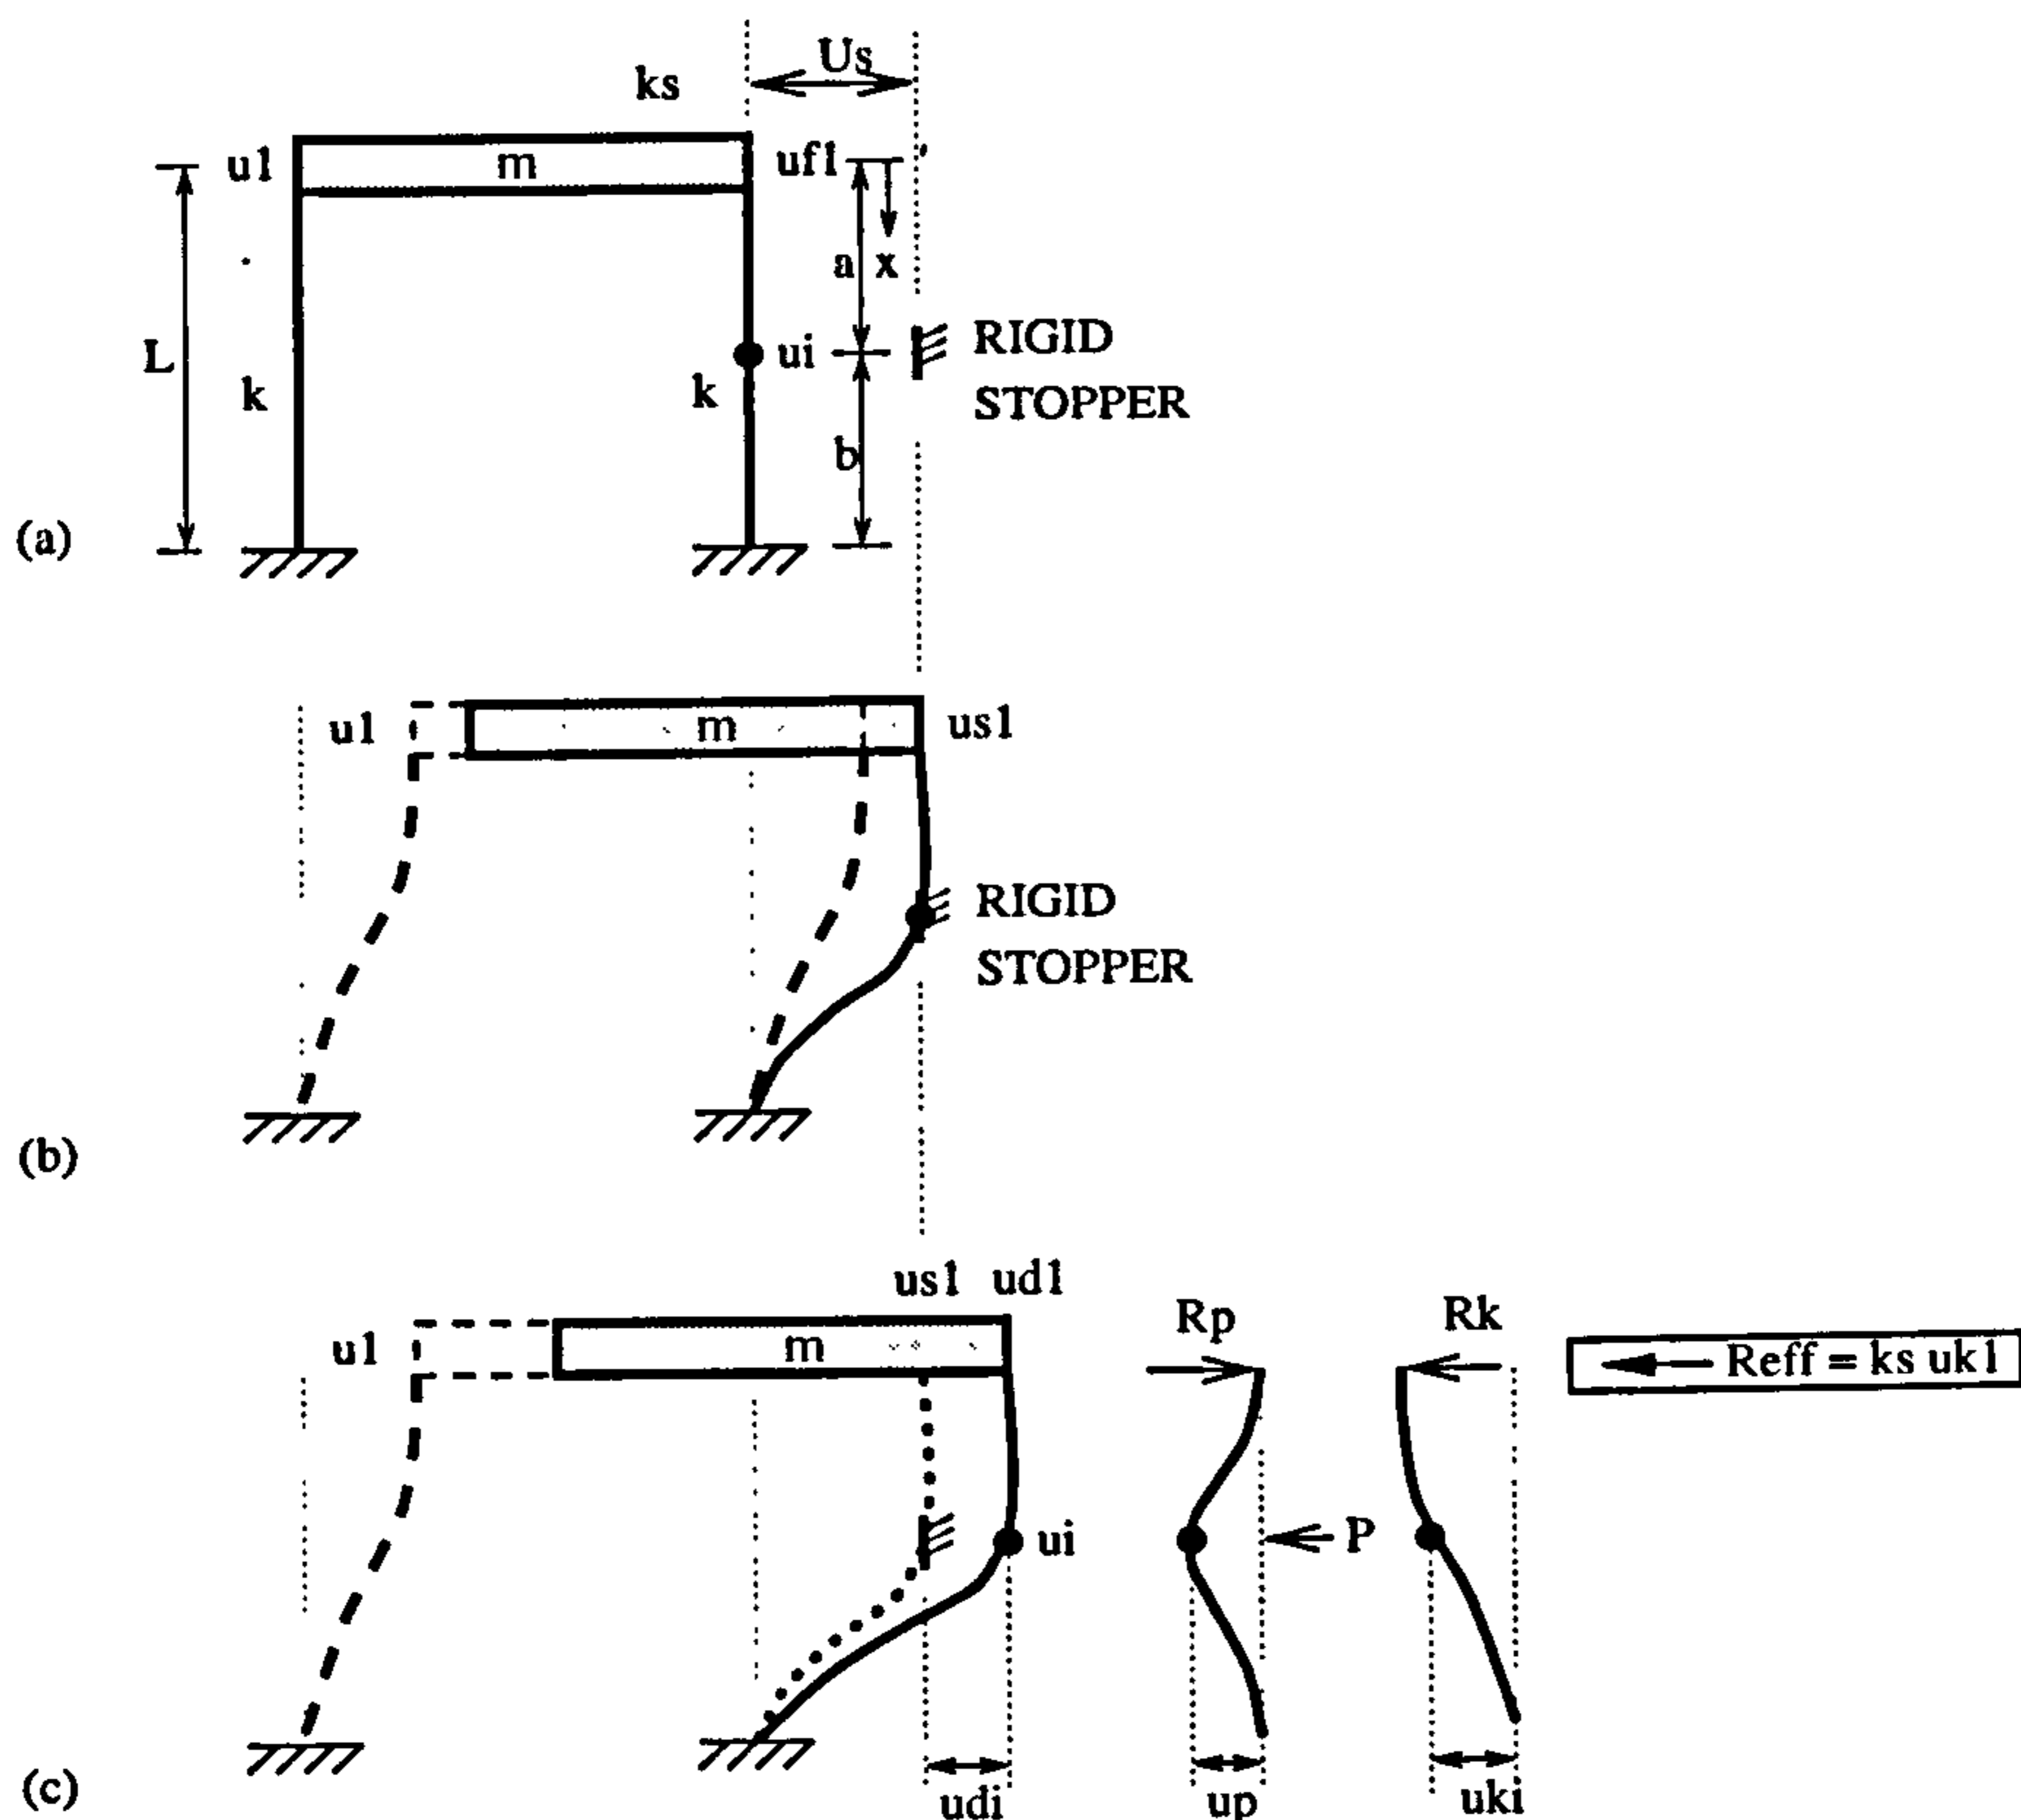 ks
Us
u1
m
uf1
a
x
L
k
ui
k
RIGID
STOPPER
b
(a)
u1
m
us1
RIGID
STOPPER
(b)
us1 ud1
u1
m
Rp
Rk
Reff = ks uk1
ui
P
(c)
udi
up
uki